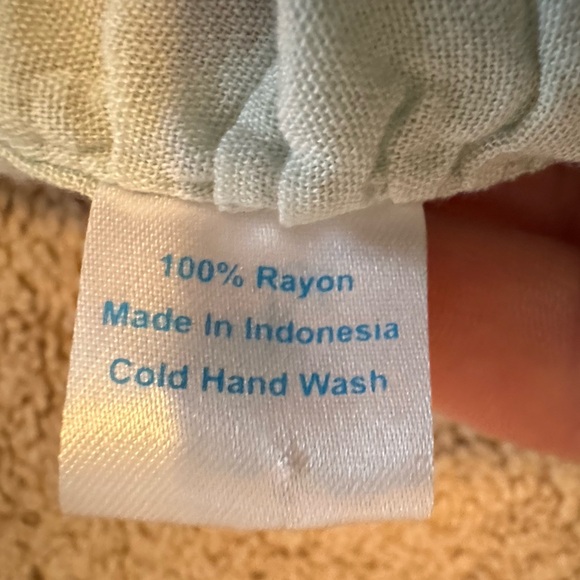 100% Rayon
Made In Indonesia
Cold Hand Wash